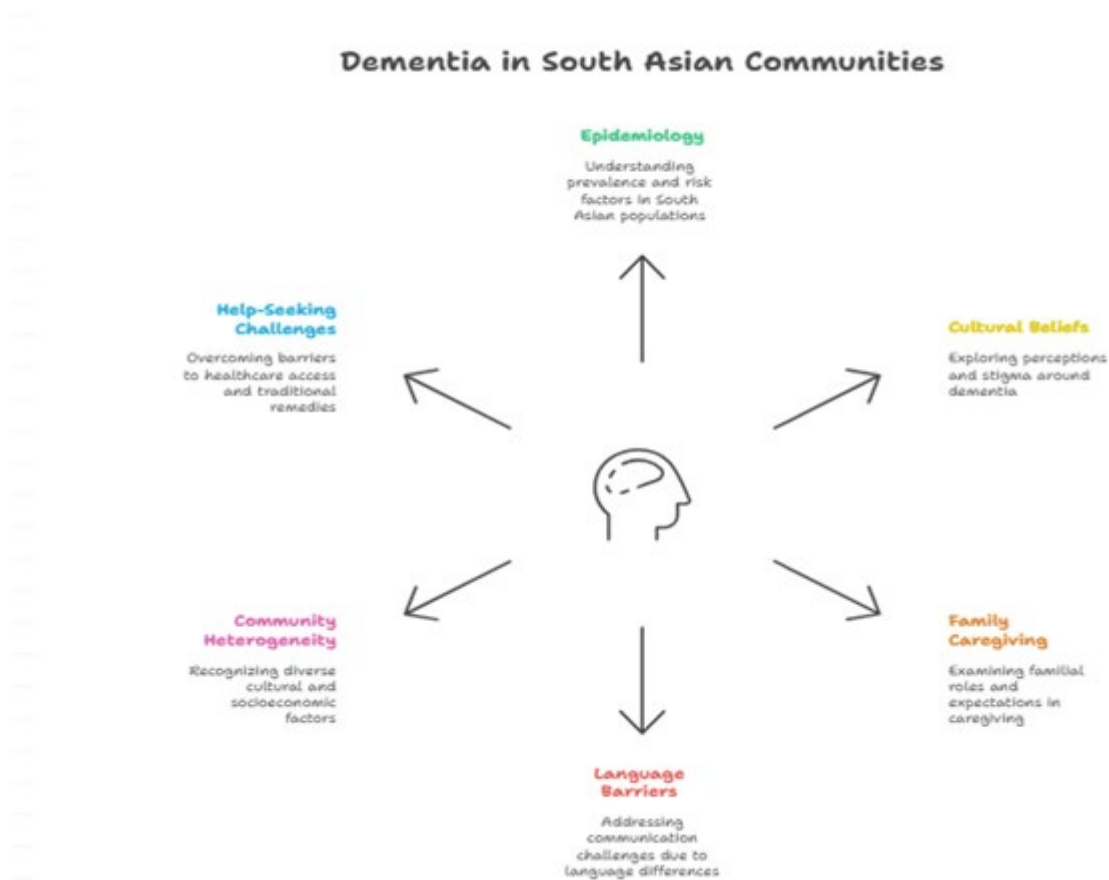 Dementia in South Asian Communities
Epidemiology
Understanding
prevalence and risk
factors in South
Asian populations
Help-Seeking
Challenges
Overcoming barriers
to healthcare access
and traditional
remedies
Cultural Beliefs
Exploring perceptions
and stigma around
dementia
Community
Heterogeneity
Recognizing diverse
cultural and
socioeconomic
factors
Family
Caregiving
Examining familial
roles and
expectations in
caregiving
Language
Barriers
Addressing
communication
challenges due to
language differences